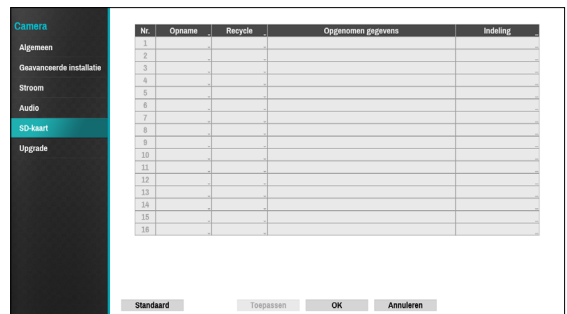 Camera
Algemeen
Geavanceerde installatie
Stroom
Audio
SD-kaart
Upgrade
Nr. Opname Recycle Opgenomen gegevens Indeling
1
2
3
4
5
6
7
8
9
10
11
12
13
14
15
16
Standaard Toepassen OK Annuleren